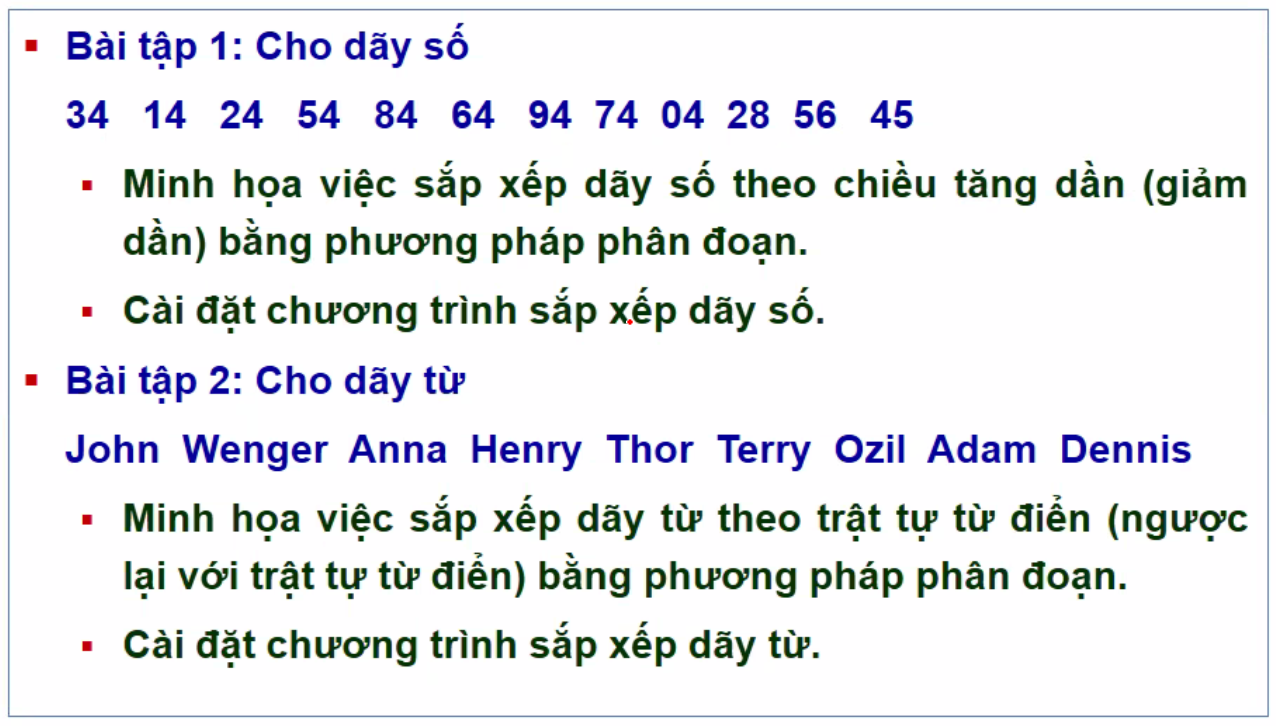 Bài tập 1: Cho dãy số
34 14 24 54 84 64 94 74 04 28 56 45
Minh họa việc sắp xếp dãy số theo chiều tăng dần (giảm
dần) bằng phương pháp phân đoạn.
Cài đặt chương trình sắp xếp dãy số.
Bài tập 2: Cho dãy từ
John Wenger Anna Henry Thor Terry Ozil Adam Dennis
Minh họa việc sắp xếp dãy từ theo trật tự từ điển (ngược
lại với trật tự từ điển) bằng phương pháp phân đoạn.
Cài đặt chương trình sắp xếp dãy từ.